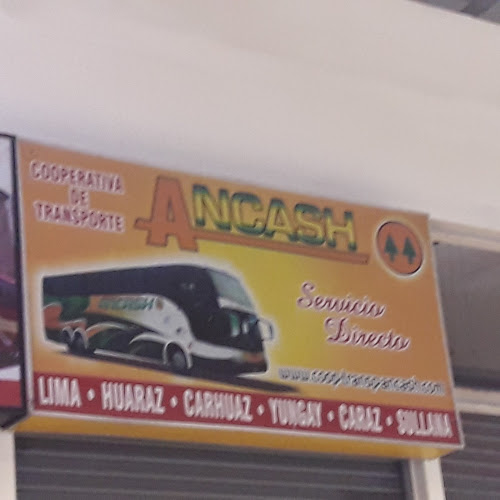 COOPERATIVA
DE
TRANSPORTE
ANCASH
Servicio
Directo
ANCASH
LIMA • HUARAZ • CARHUAZ • YUNGAY • CARAZ • SULLANA